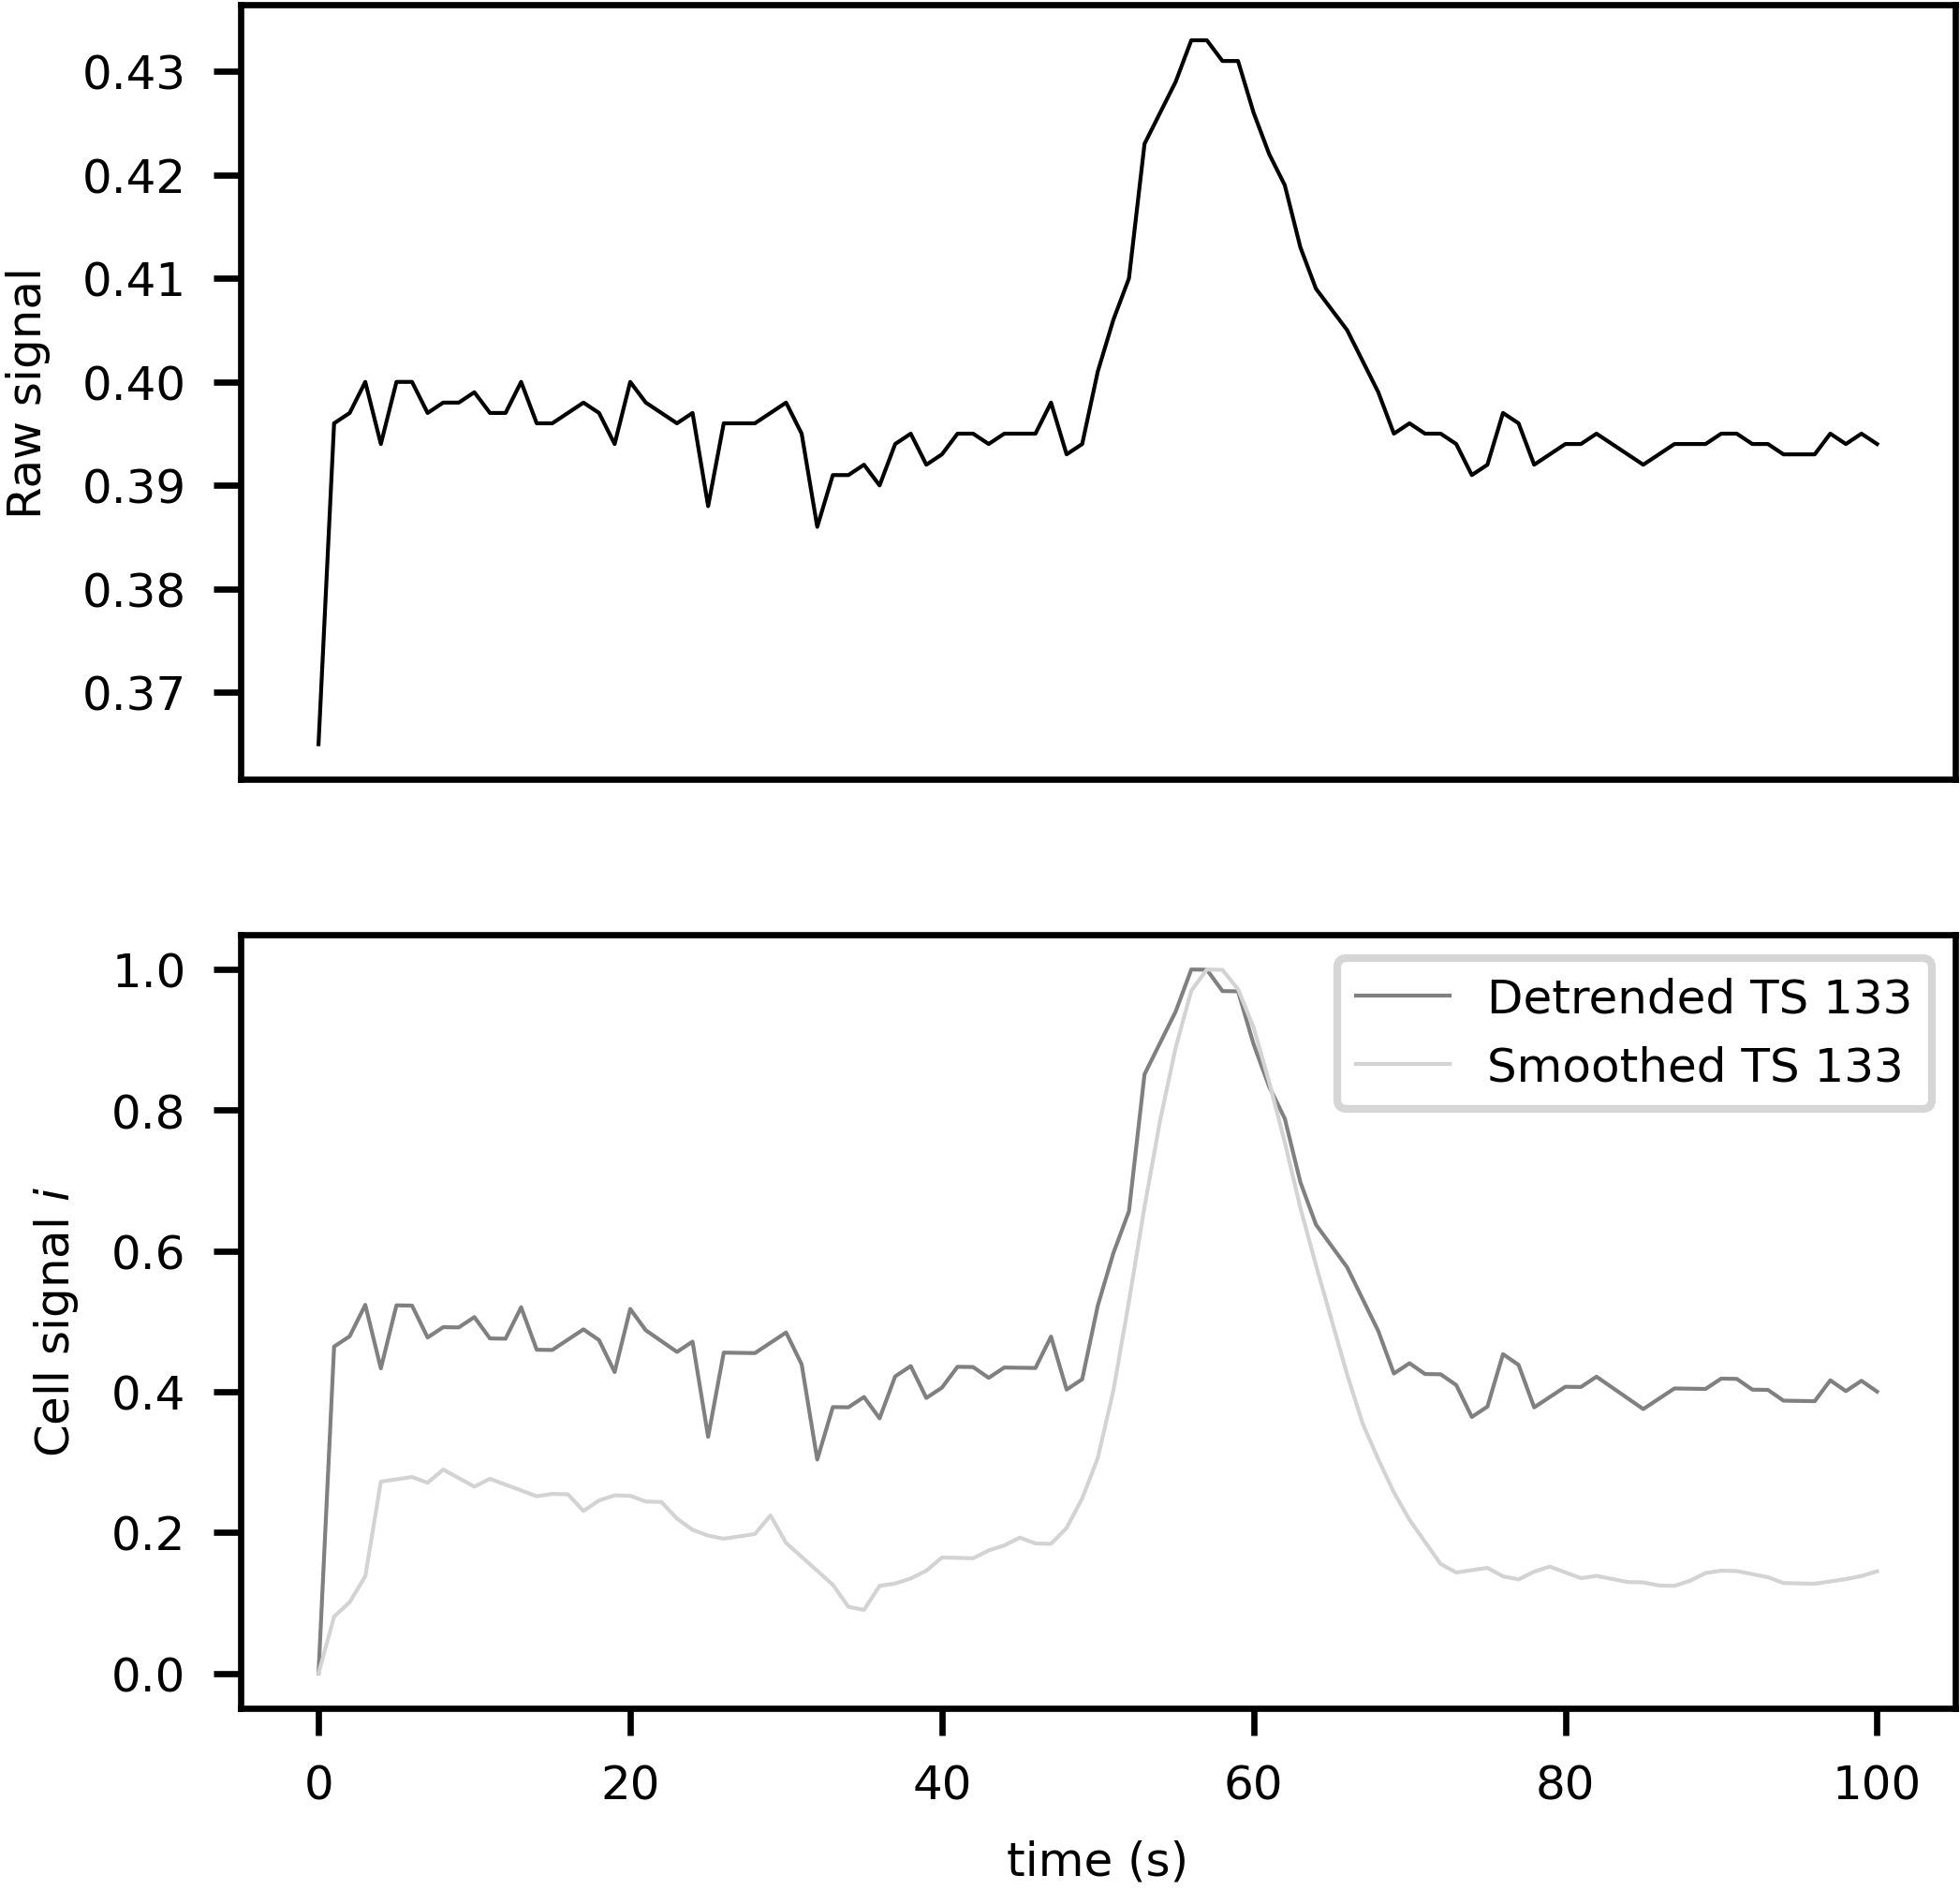 Raw signal
0.43
0.42
0.41
0.40
0.39
0.38
0.37
Cell signal i
1.0
0.8
0.6
0.4
0.2
0.0
Detrended TS 133
Smoothed TS 133
0 20 40 60 80 100
time (s)